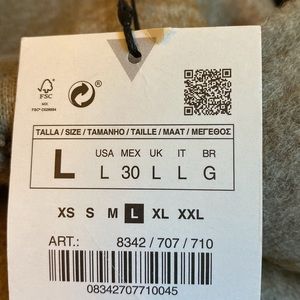 FSC
MIX
TALLA / SIZE / TAMANHO / TAILLE / MAAT / ΜΕΓΕΘΟΣ
USA MEX UK IT BR
L L 30 L L G
XS S M L XL XXL
ART.: 8342 / 707 / 710
08342707710045